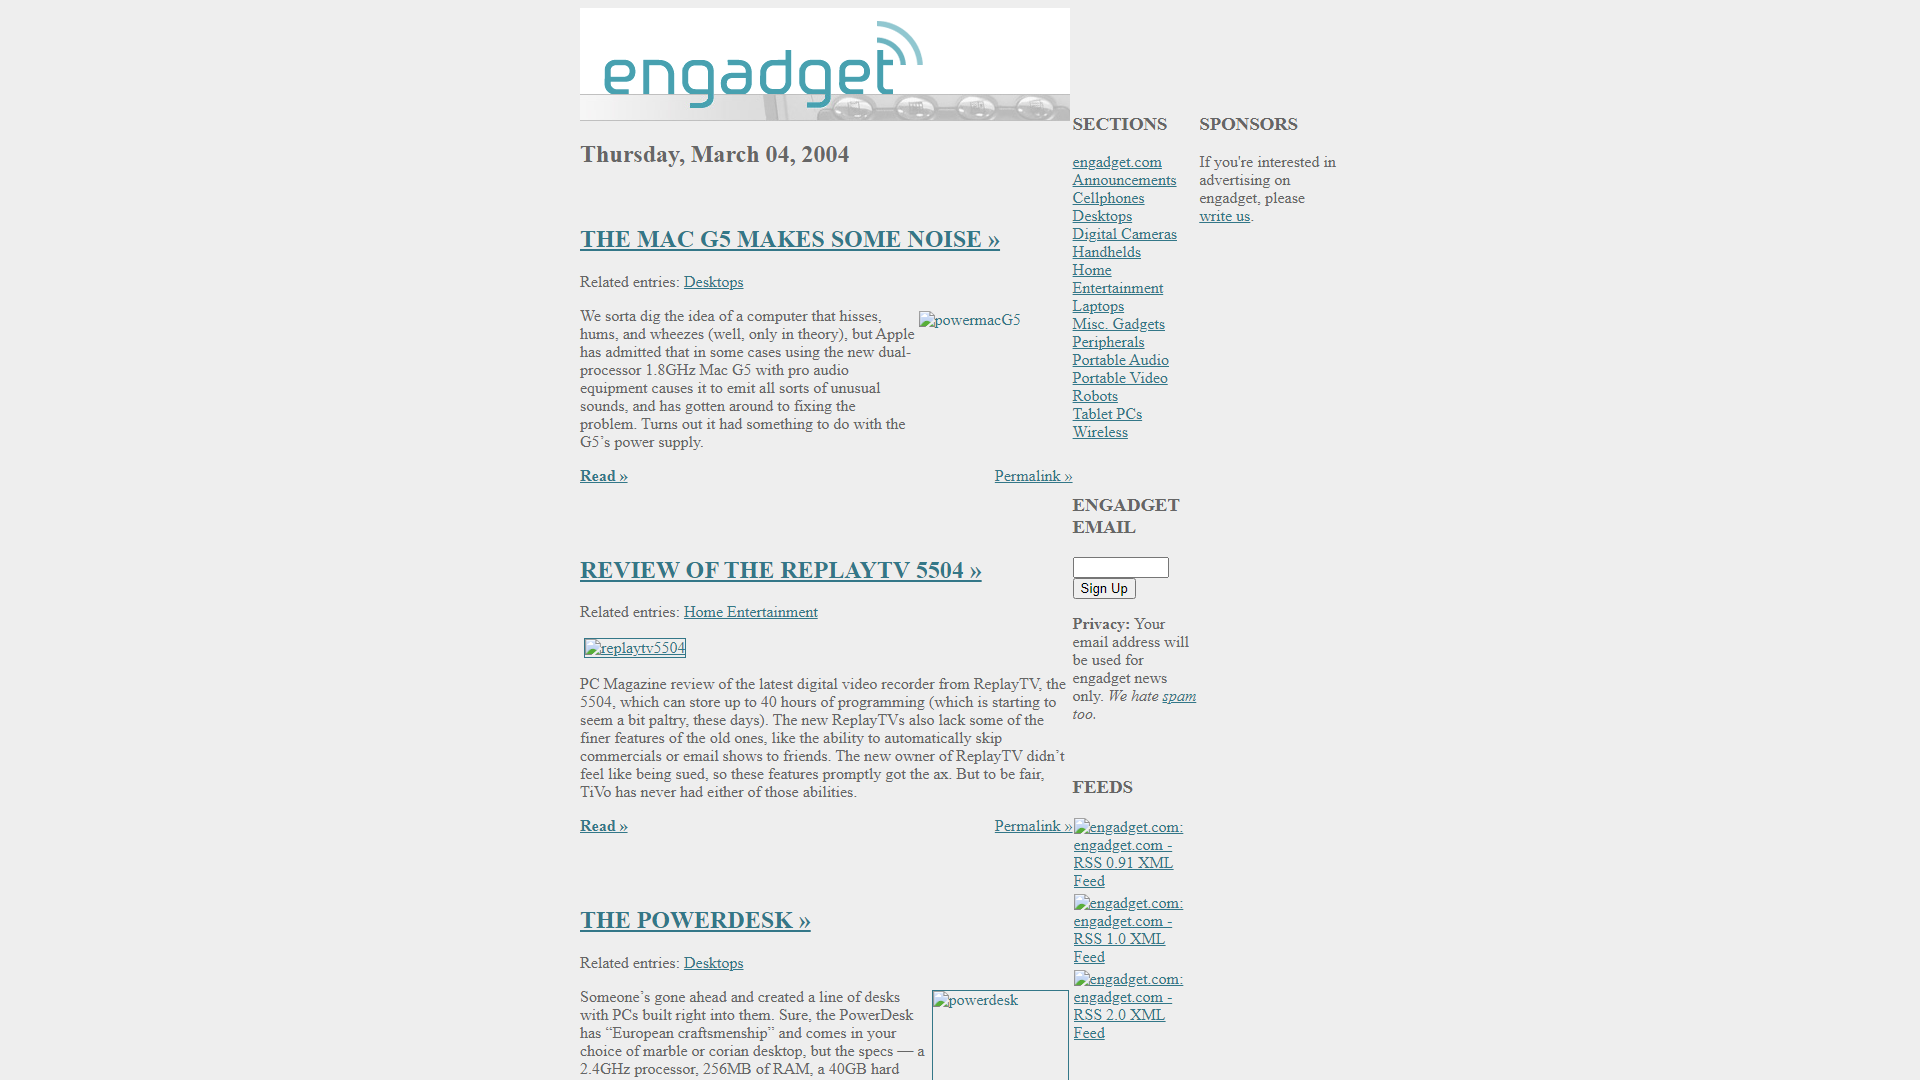 engadget
Thursday, March 04, 2004
THE MAC G5 MAKES SOME NOISE »
Related entries: Desktops
We sorta dig the idea of a computer that hisses,
hums, and wheezes (well, only in theory), but Apple
has admitted that in some cases using the new dual-
processor 1.8GHz Mac G5 with pro audio
equipment causes it to emit all sorts of unusual
sounds, and has gotten around to fixing the
problem. Turns out it had something to do with the
G5’s power supply.
powermacG5
Read »
Permalink »
REVIEW OF THE REPLAYTV 5504 »
Related entries: Home Entertainment
replaytv5504
PC Magazine review of the latest digital video recorder from ReplayTV, the
5504, which can store up to 40 hours of programming (which is starting to
seem a bit paltry, these days). The new ReplayTVs also lack some of the
finer features of the old ones, like the ability to automatically skip
commercials or email shows to friends. The new owner of ReplayTV didn’t
feel like being sued, so these features promptly got the ax. But to be fair,
TiVo has never had either of those abilities.
Read »
Permalink »
THE POWERDESK »
Related entries: Desktops
Someone’s gone ahead and created a line of desks
with PCs built right into them. Sure, the PowerDesk
has “European craftsmenship” and comes in your
choice of marble or corian desktop, but the specs — a
2.4GHz processor, 256MB of RAM, a 40GB hard
powerdesk
SECTIONS
engadget.com
Announcements
Cellphones
Desktops
Digital Cameras
Handhelds
Home
Entertainment
Laptops
Misc. Gadgets
Peripherals
Portable Audio
Portable Video
Robots
Tablet PCs
Wireless
ENGADGET
EMAIL
Sign Up
Privacy: Your
email address will
be used for
engadget news
only. We hate spam
too.
FEEDS
engadget.com:
engadget.com -
RSS 0.91 XML
Feed
engadget.com:
engadget.com -
RSS 1.0 XML
Feed
engadget.com:
engadget.com -
RSS 2.0 XML
Feed
SPONSORS
If you're interested in
advertising on
engadget, please
write us.